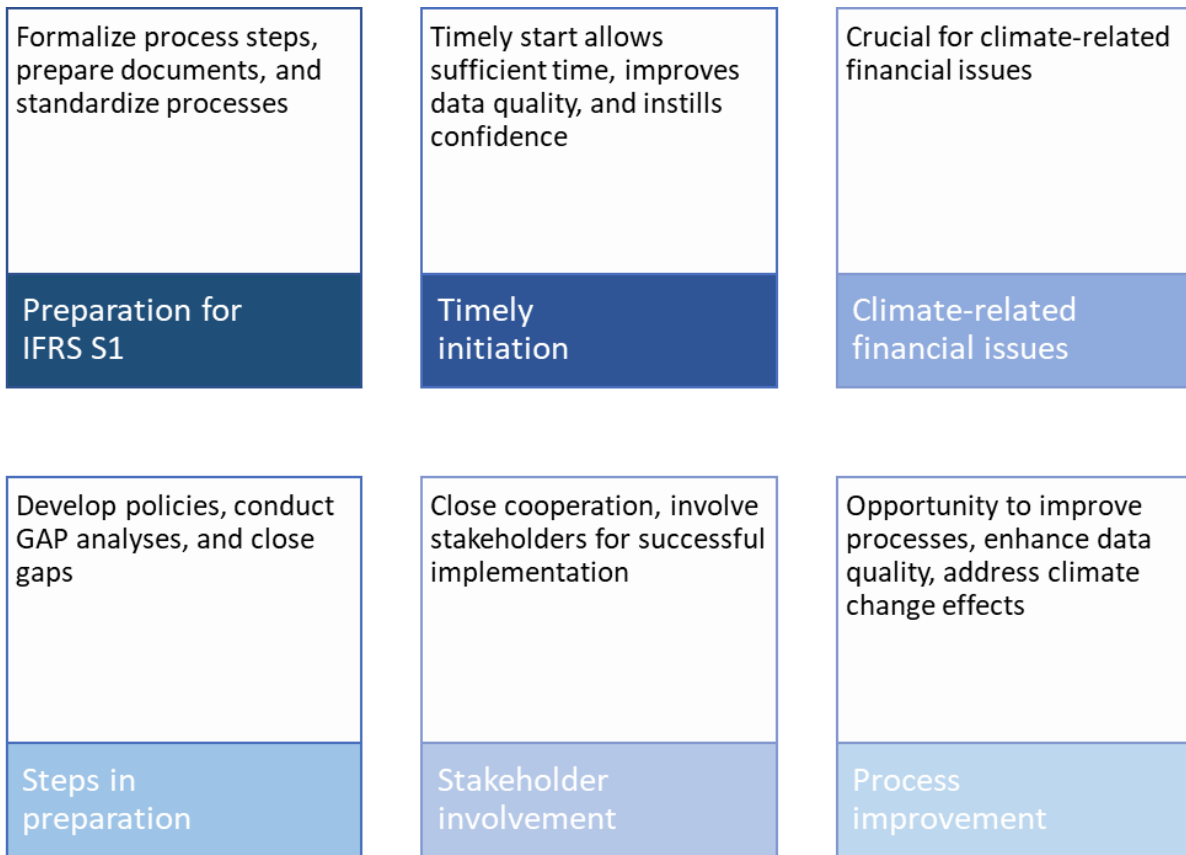 Formalize process steps,
prepare documents, and
standardize processes
Preparation for
IFRS S1
Timely start allows
sufficient time, improves
data quality, and instills
confidence
Timely
initiation
Crucial for climate-related
financial issues
Climate-related
financial issues
Develop policies, conduct
GAP analyses, and close
gaps
Steps in
preparation
Close cooperation, involve
stakeholders for successful
implementation
Stakeholder
involvement
Opportunity to improve
processes, enhance data
quality, address climate
change effects
Process
improvement